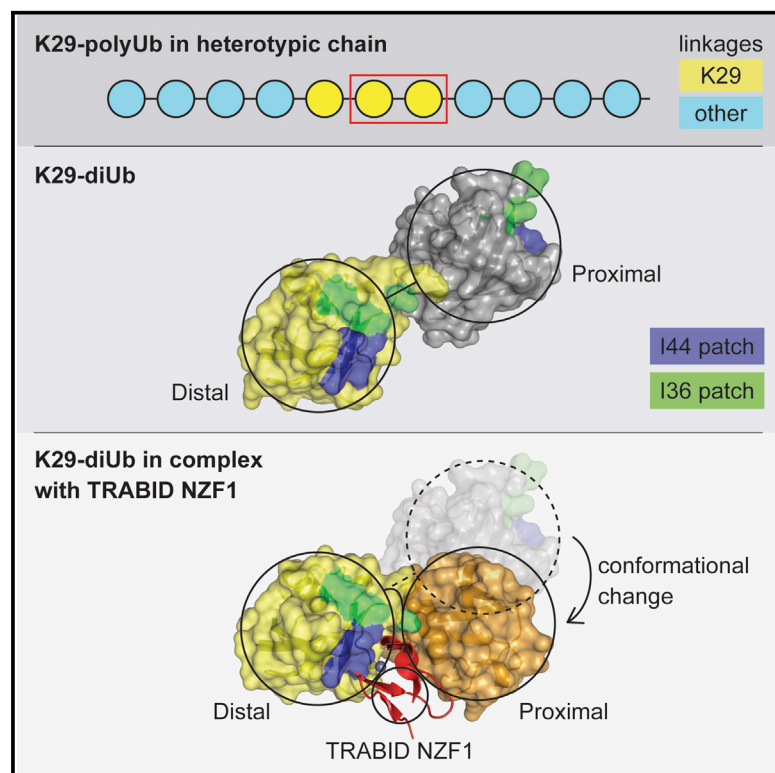 K29-polyUb in heterotypic chain
linkages
K29
other
K29-diUb
Proximal
Distal
I44 patch
I36 patch
K29-diUb in complex
with TRABID NZF1
conformational
change
Distal
Proximal
TRABID NZF1